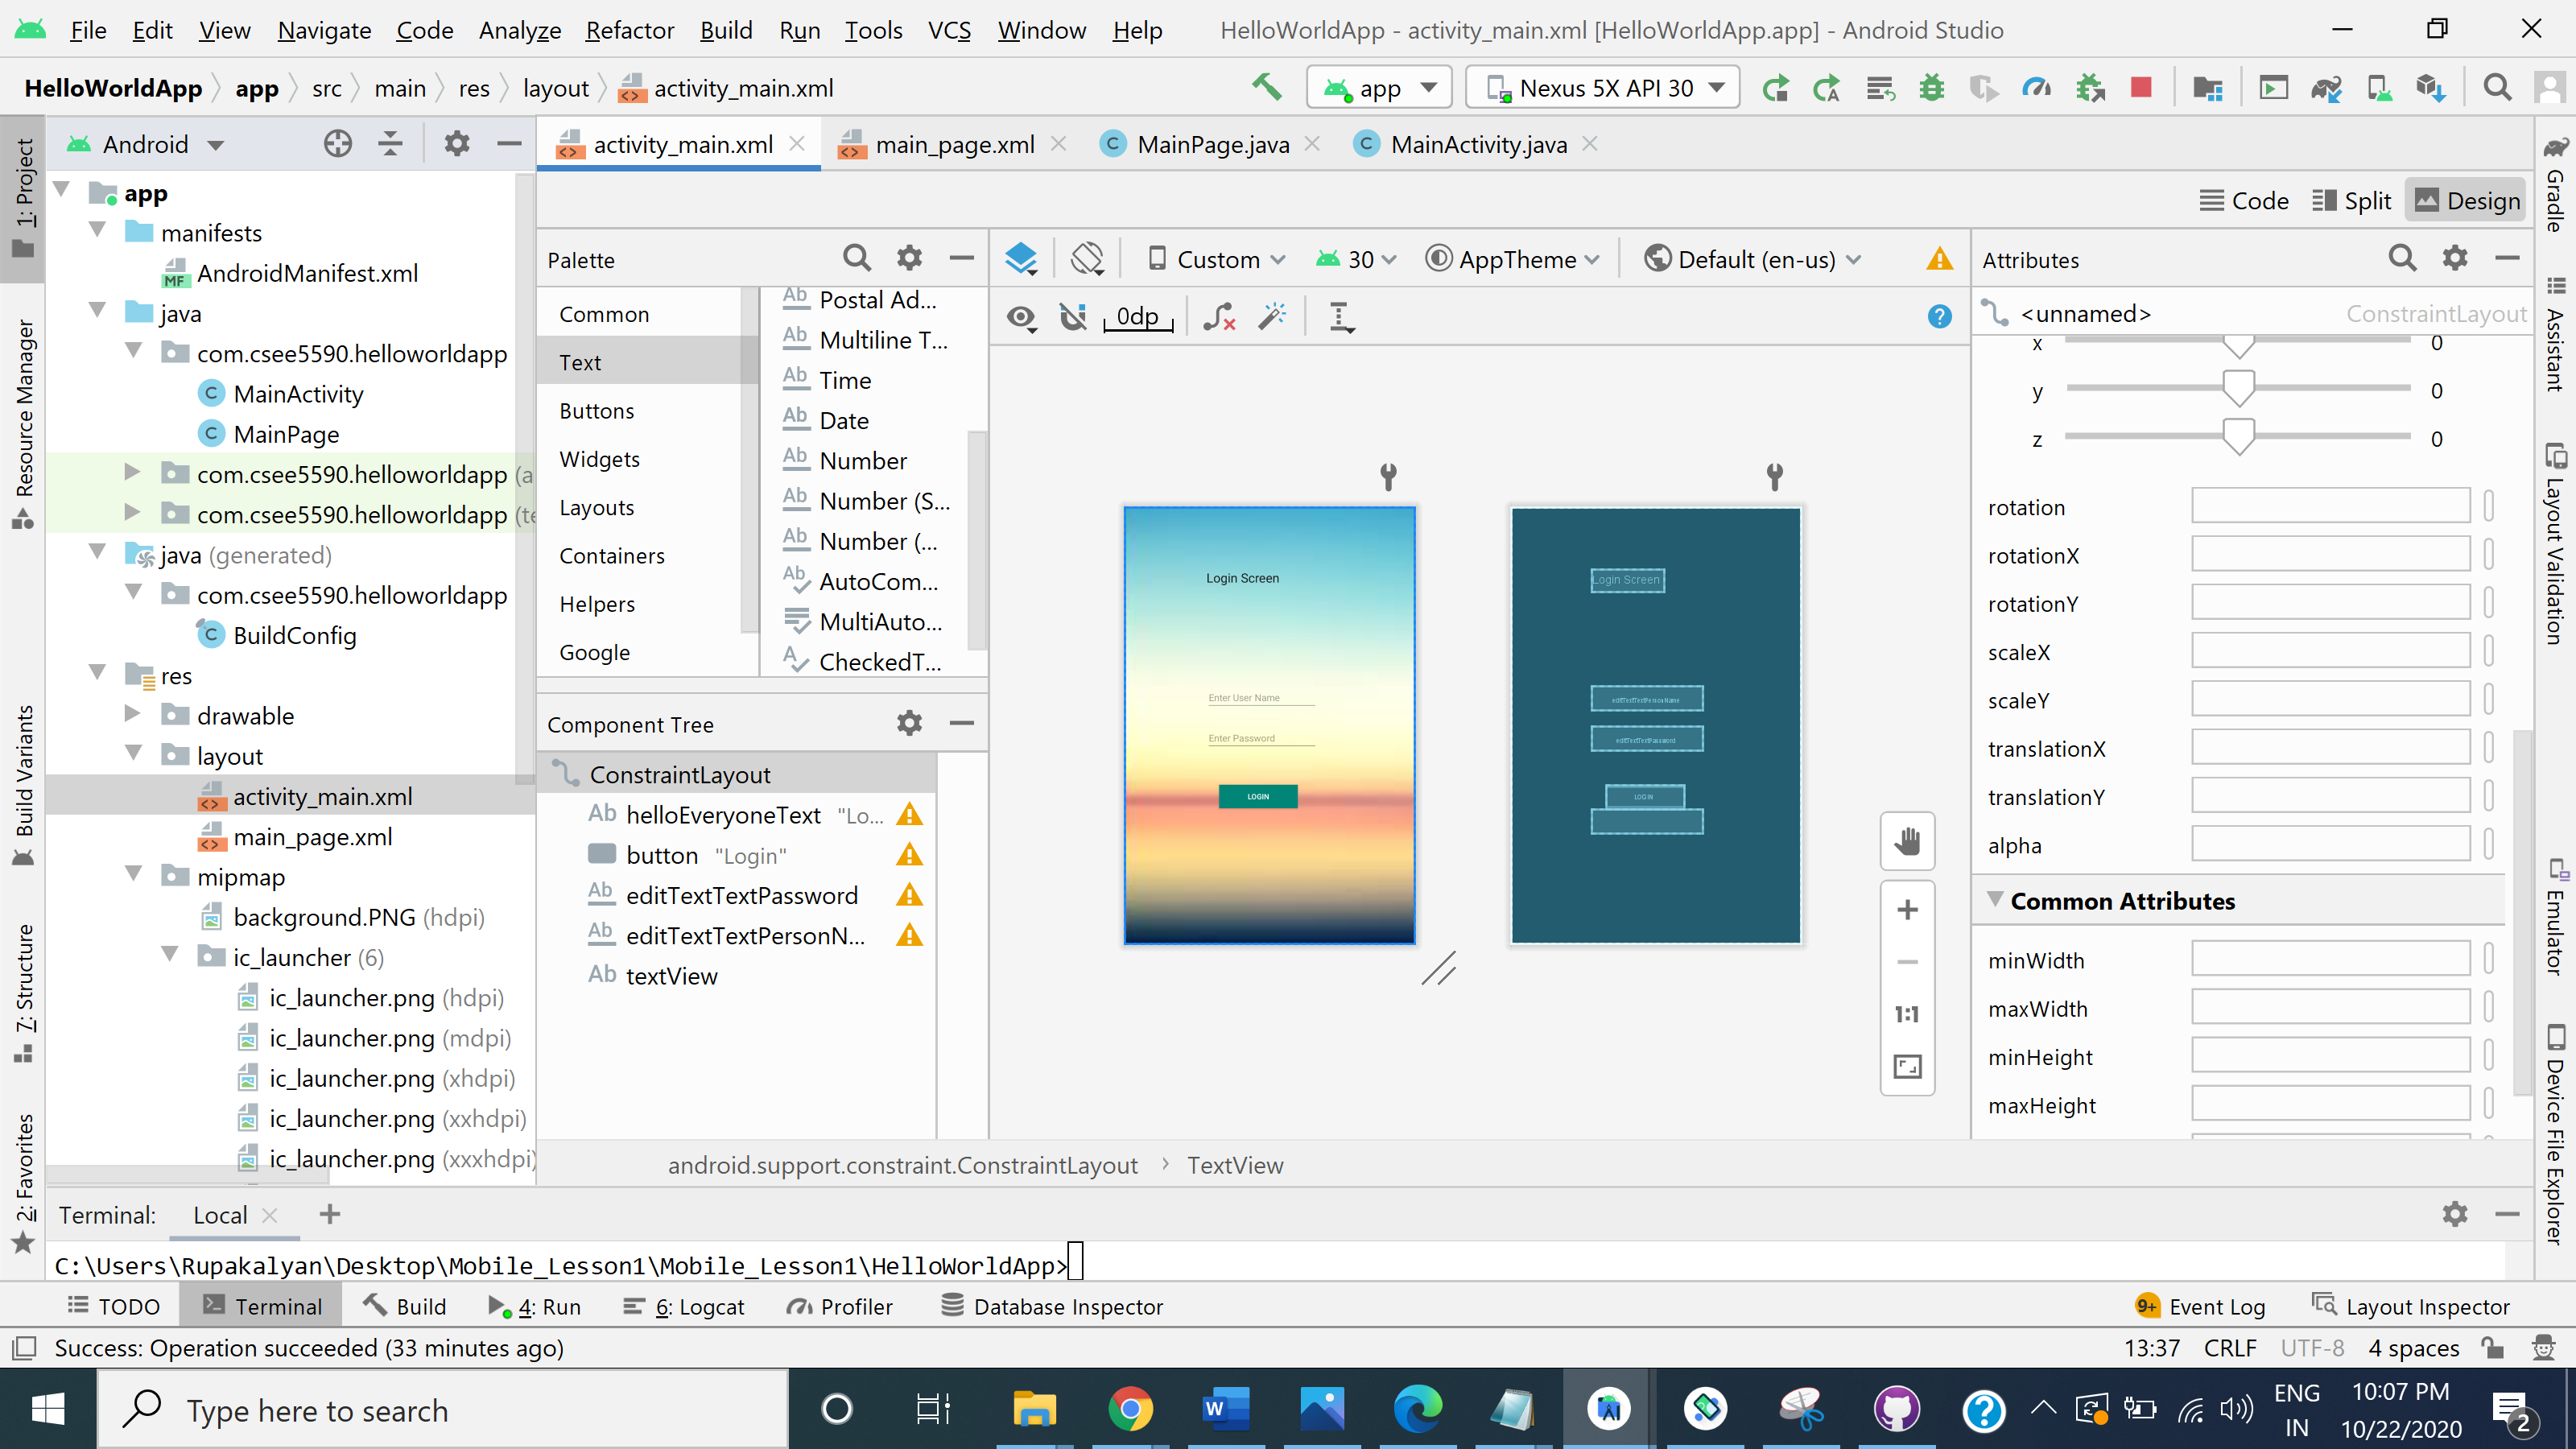 File Edit View Navigate Code Analyze Refactor Build Run Tools VCS Window Help HelloWorldApp - activity_main.xml [HelloWorldApp.app] - Android Studio
HelloWorldApp app src main res layout activity_main.xml app Nexus 5X API 30
Android
activity_main.xml main_page.xml MainPage.java MainActivity.java
1: Project
Resource Manager
Build Variants
7: Structure
2: Favorites
app
manifests
AndroidManifest.xml
java
com.csee5590.helloworldapp
MainActivity
MainPage
com.csee5590.helloworldapp (a
com.csee5590.helloworldapp (te
java (generated)
com.csee5590.helloworldapp
BuildConfig
res
drawable
layout
activity_main.xml
main_page.xml
mipmap
background.PNG (hdpi)
ic_launcher (6)
ic_launcher.png (hdpi)
ic_launcher.png (mdpi)
ic_launcher.png (xhdpi)
ic_launcher.png (xxhdpi)
ic_launcher.png (xxxhdpi)
Code Split Design
Palette
Common
Text
Buttons
Widgets
Layouts
Containers
Helpers
Google
Postal Ad...
Multiline T...
Time
Date
Number
Number (S...
Number (...
AutoCom...
MultiAuto...
CheckedT...
Component Tree
ConstraintLayout
helloEveryoneText "Lo...
button "Login"
editTextTextPassword
editTextTextPersonN...
textView
Custom 30 AppTheme Default (en-us)
0dp
Login Screen
Enter User Name
Enter Password
LOGIN
Login Screen
editTextTextPersonName
editTextTextPassword
LOGIN
1:1
android.support.constraint.ConstraintLayout › TextView
Attributes
<unnamed> ConstraintLayout
x 0
y 0
z 0
rotation
rotationX
rotationY
scaleX
scaleY
translationX
translationY
alpha
Common Attributes
minWidth
maxWidth
minHeight
maxHeight
Gradle
Assistant
Layout Validation
Emulator
Device File Explorer
Terminal: Local
C:\Users\Rupakalyan\Desktop\Mobile_Lesson1\Mobile_Lesson1\HelloWorldApp>
TODO Terminal Build 4: Run 6: Logcat Profiler Database Inspector 9+ Event Log Layout Inspector
Success: Operation succeeded (33 minutes ago) 13:37 CRLF UTF-8 4 spaces
Type here to search
ENG
IN
10:07 PM
10/22/2020
2